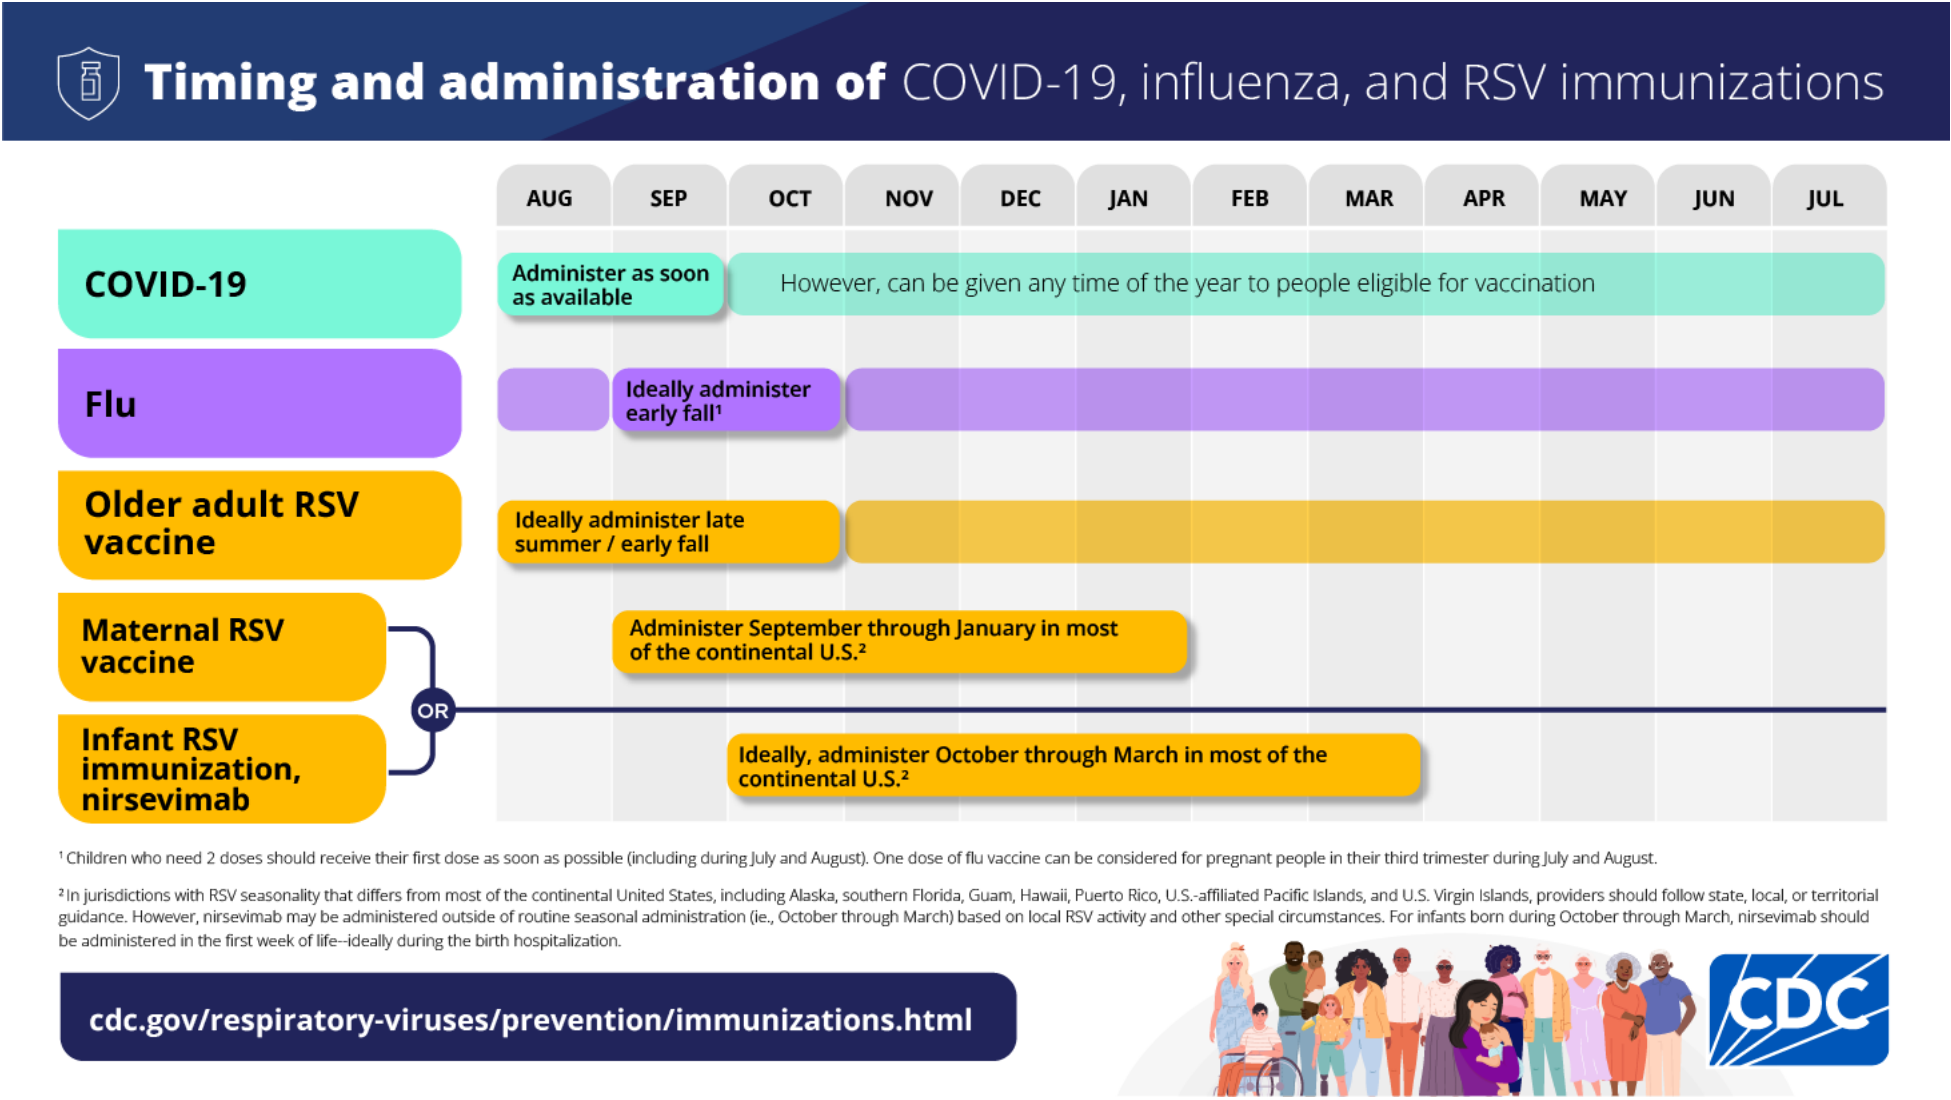 Timing and administration of COVID-19, influenza, and RSV immunizations
AUG SEP OCT NOV DEC JAN FEB MAR APR MAY JUN JUL
COVID-19
Administer as soon
as available
However, can be given any time of the year to people eligible for vaccination
Flu
Ideally administer
early fall¹
Older adult RSV
vaccine
Ideally administer late
summer / early fall
Maternal RSV
vaccine
Administer September through January in most
of the continental U.S.²
OR
Infant RSV
immunization,
nirsevimab
Ideally, administer October through March in most of the
continental U.S.²
¹ Children who need 2 doses should receive their first dose as soon as possible (including during July and August). One dose of flu vaccine can be considered for pregnant people in their third trimester during July and August.
² In jurisdictions with RSV seasonality that differs from most of the continental United States, including Alaska, southern Florida, Guam, Hawaii, Puerto Rico, U.S.-affiliated Pacific Islands, and U.S. Virgin Islands, providers should follow state, local, or territorial
guidance. However, nirsevimab may be administered outside of routine seasonal administration (ie., October through March) based on local RSV activity and other special circumstances. For infants born during October through March, nirsevimab should
be administered in the first week of life--ideally during the birth hospitalization.
cdc.gov/respiratory-viruses/prevention/immunizations.html
CDC